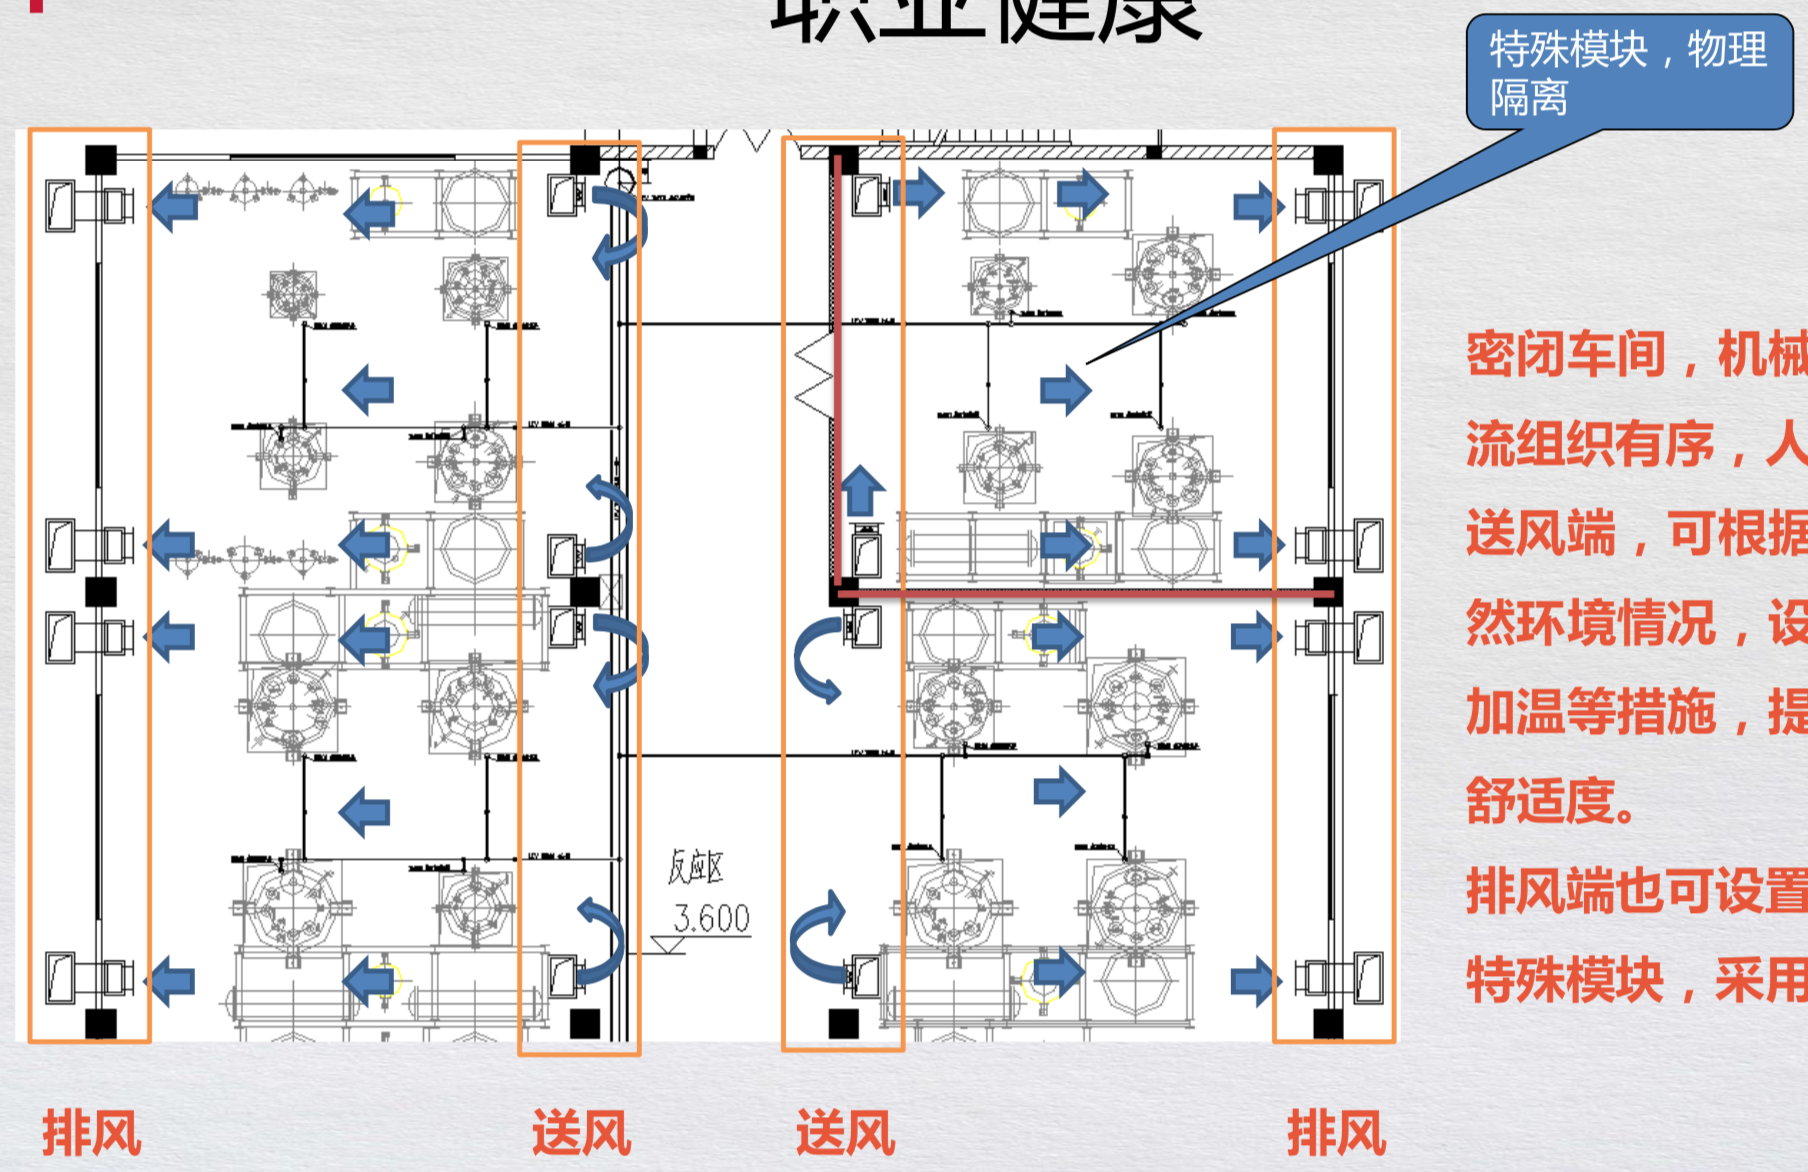 职业健康
特殊模块，物理
隔离
密闭车间，机械
流组织有序，人
送风端，可根据
然环境情况，设
加温等措施，提
舒适度。
排风端也可设置
特殊模块，采用
反应区
3.600
排风
送风
送风
排风